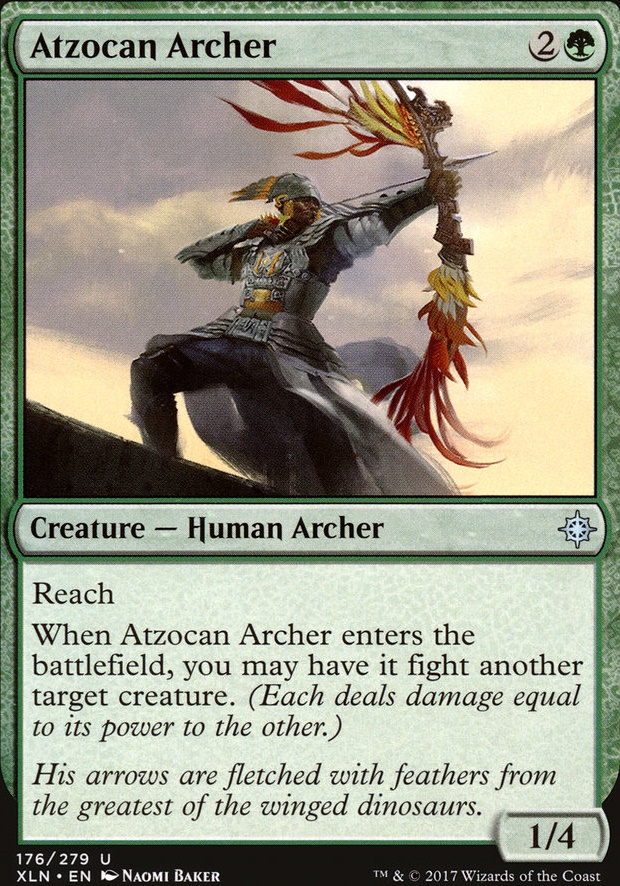 Atzocan Archer 2
Creature — Human Archer
Reach
When Atzocan Archer enters the
battlefield, you may have it fight another
target creature. (Each deals damage equal
to its power to the other.)
His arrows are fletched with feathers from
the greatest of the winged dinosaurs.
1/4
176/279 U
XLN • EN Naomi Baker
™ & © 2017 Wizards of the Coast